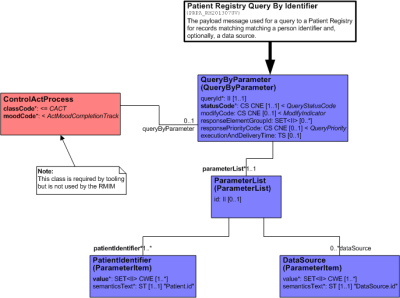 Patient Registry Query By Identifier
(PRPA_RM201307UV)
The payload message used for a query to a Patient Registry
for records matching matching a person identifier and,
optionally, a data source.
QueryByParameter
(QueryByParameter)
queryId*: II [1..1]
statusCode*: CS CNE [1..1] < QueryStatusCode
modifyCode: CS CNE [0..1] < ModifyIndicator
responseElementGroupId: SET<II> [0..*]
responsePriorityCode: CS CNE [0..1] < QueryPriority
executionAndDeliveryTime: TS [0..1]
ControlActProcess
classCode*: <= CACT
moodCode*: < ActMoodCompletionTrack
0..1
queryByParameter
Note:
This class is required by tooling
but is not used by the RMIM
parameterList*1..1
ParameterList
(ParameterList)
id: II [0..1]
patientIdentifier*1..*
0..*dataSource
PatientIdentifier
(ParameterItem)
value*: SET<II> CWE [1..*]
semanticsText*: ST [1..1] "Patient.id"
DataSource
(ParameterItem)
value*: SET<II> CWE [1..*]
semanticsText*: ST [1..1] "DataSource.id"